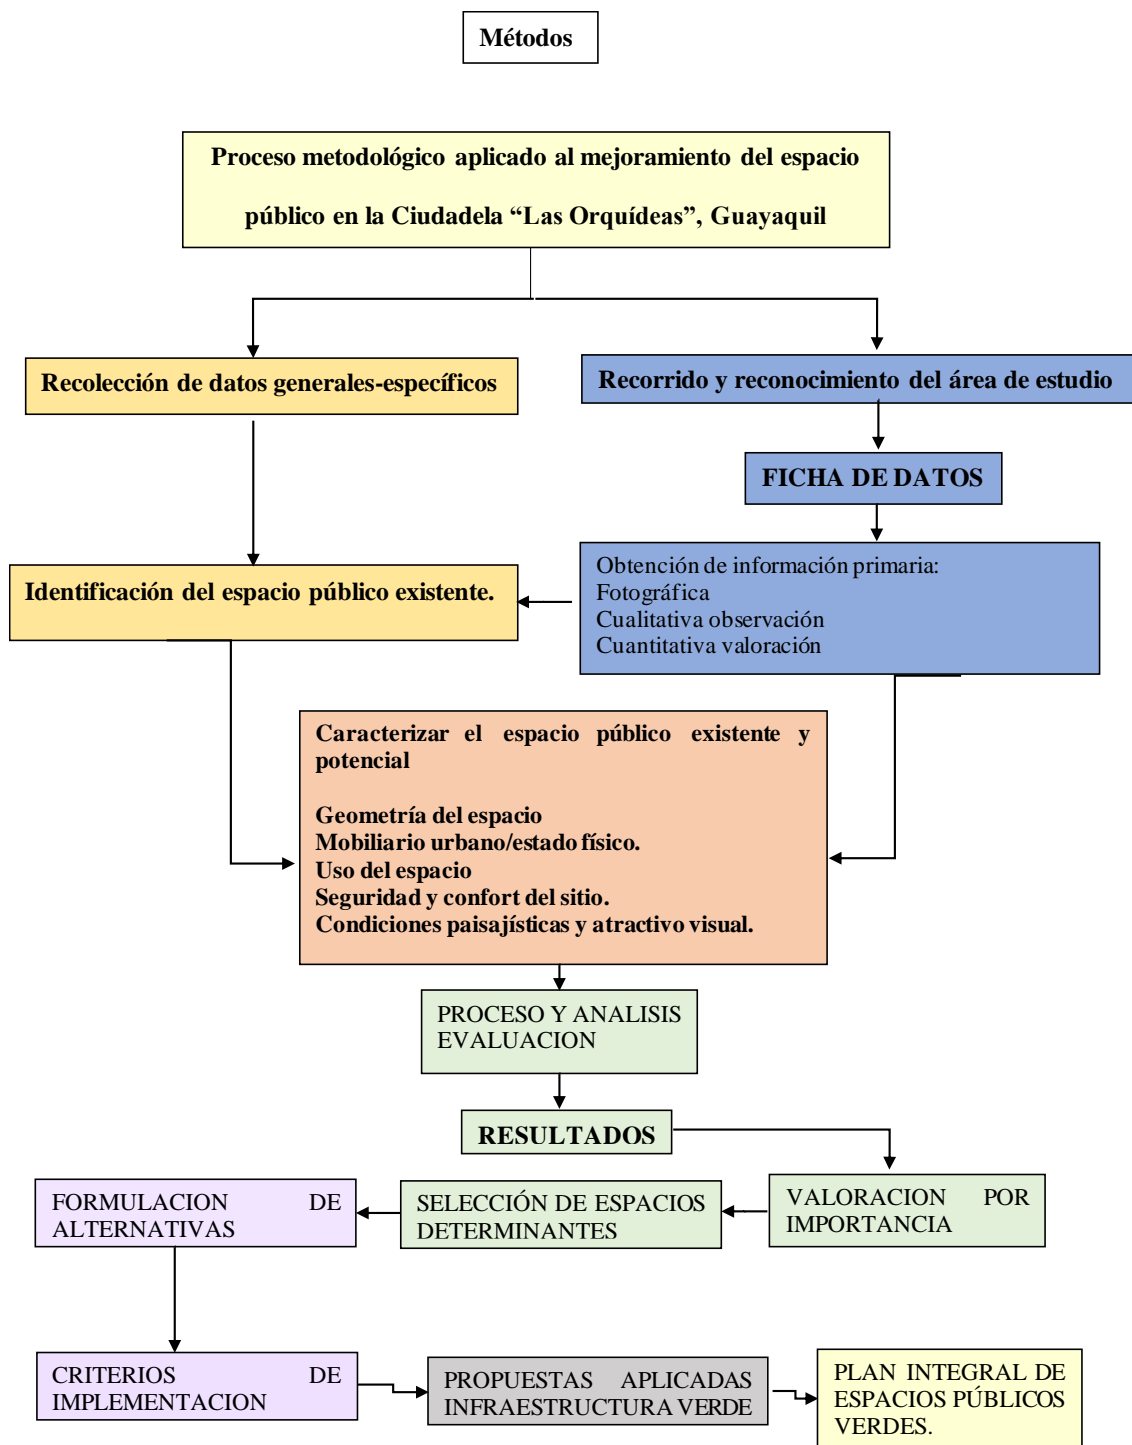 Métodos
Proceso metodológico aplicado al mejoramiento del espacio
público en la Ciudadela “Las Orquídeas”, Guayaquil
Recolección de datos generales-específicos
Recorrido y reconocimiento del área de estudio
FICHA DE DATOS
Obtención de información primaria:
Fotográfica
Cualitativa observación
Cuantitativa valoración
Identificación del espacio público existente.
Caracterizar el espacio público existente y
potencial
Geometría del espacio
Mobiliario urbano/estado físico.
Uso del espacio
Seguridad y confort del sitio.
Condiciones paisajísticas y atractivo visual.
PROCESO Y ANALISIS
EVALUACION
RESULTADOS
VALORACION POR
IMPORTANCIA
SELECCIÓN DE ESPACIOS
DETERMINANTES
FORMULACION DE
ALTERNATIVAS
CRITERIOS DE
IMPLEMENTACION
PROPUESTAS APLICADAS
INFRAESTRUCTURA VERDE
PLAN INTEGRAL DE
ESPACIOS PÚBLICOS
VERDES.